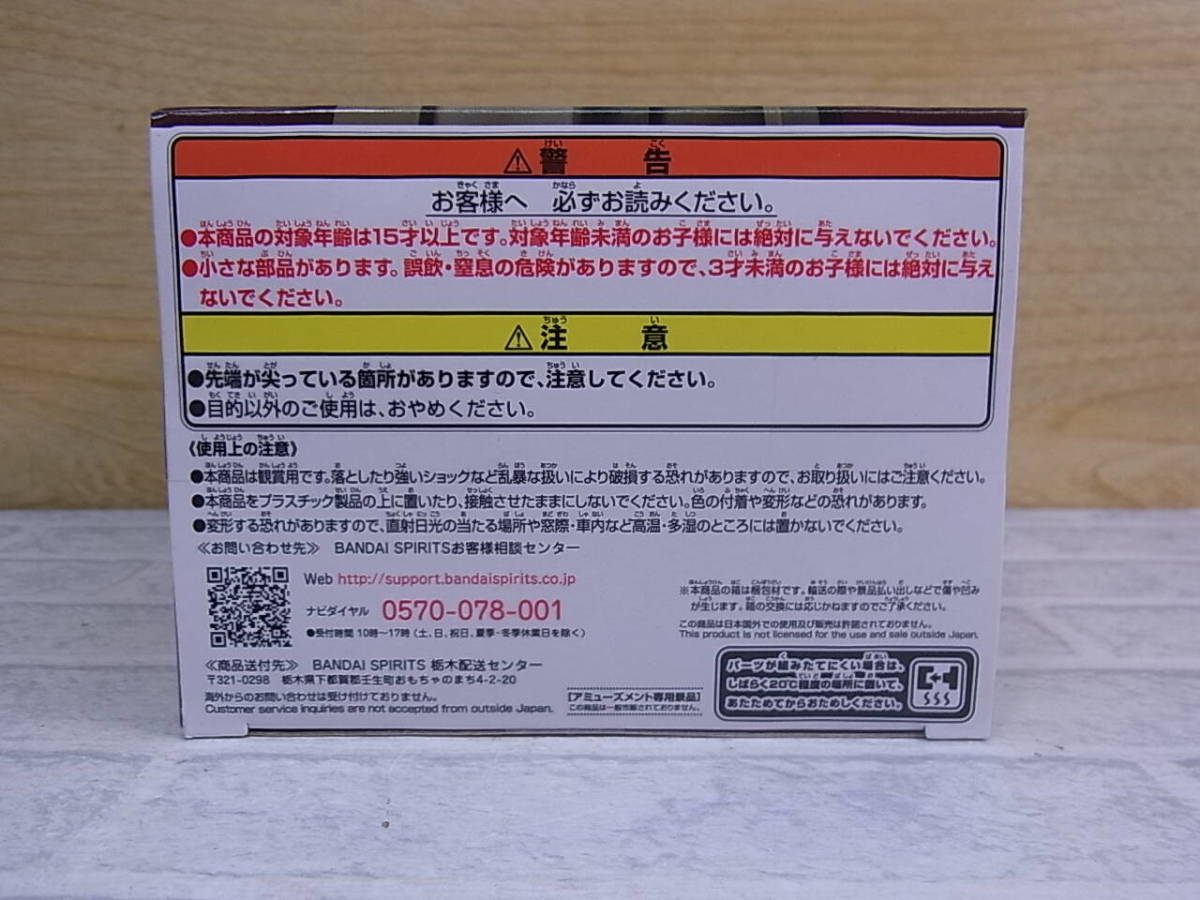 ⚠警告
お客様へ 必ずお読みください。
●本商品の対象年齢は15才以上です。対象年齢未満のお子様には絶対に与えないでください。
●小さな部品があります。誤飲・窒息の危険がありますので、3才未満のお子様には絶対に与え
ないでください。
⚠注意
●先端が尖っている箇所がありますので、注意してください。
●目的以外のご使用は、おやめください。
《使用上の注意》
●本商品は観賞用です。落としたり強いショックなど乱暴な扱いにより破損する恐れがありますので、お取り扱いにはご注意ください。
●本商品をプラスチック製品の上に置いたり、接触させたままにしないでください。色の付着や変形などの恐れがあります。
●変形する恐れがありますので、直射日光の当たる場所や窓際・車内など高温・多湿のところには置かないでください。
≪お問い合わせ先≫ BANDAI SPIRITSお客様相談センター
Web http://support.bandaispirits.co.jp
ナビダイヤル 0570-078-001
●受付時間 10時〜17時(土、日、祝日、夏季・冬季休業日を除く)
≪商品送付先≫ BANDAI SPIRITS 栃木配送センター
〒321-0298 栃木県下都賀郡壬生町おもちゃのまち4-2-20
海外からのお問い合わせは受け付けておりません。
Customer service inquiries are not accepted from outside Japan.
※本商品の箱は梱包材です。輸送の際や景品払い出しなどで傷や凹み
が生じます。箱の交換には応じかねますのでご了承ください。
この商品は日本国外での使用及び販売は許諾されておりません。
This product is not licensed for the use and sale outside Japan.
[アミューズメント専用景品]
この商品は一般市販されておりません。
パーツが組みたてにくい場合は、
しばらく20℃程度の場所に置いて、
あたためてからおためしください。